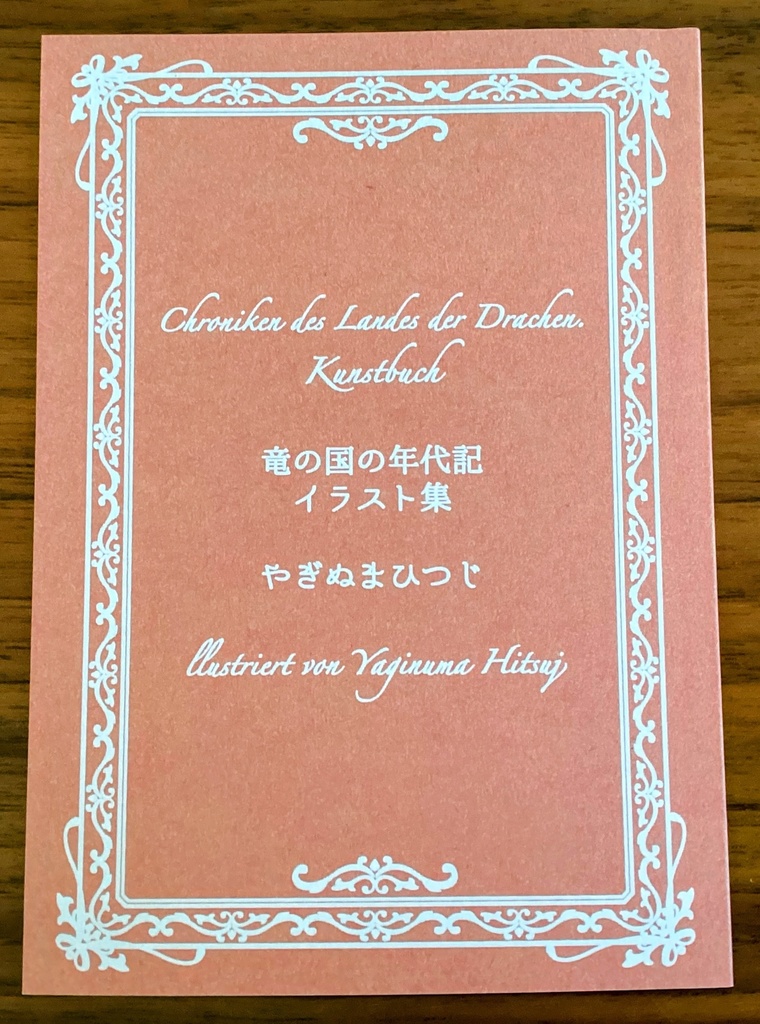 Chroniken des Landes der Drachen.
Kunstbuch
竜の国の年代記
イラスト集
やぎぬまひつじ
llustriert von Yaginuma Hitsuj